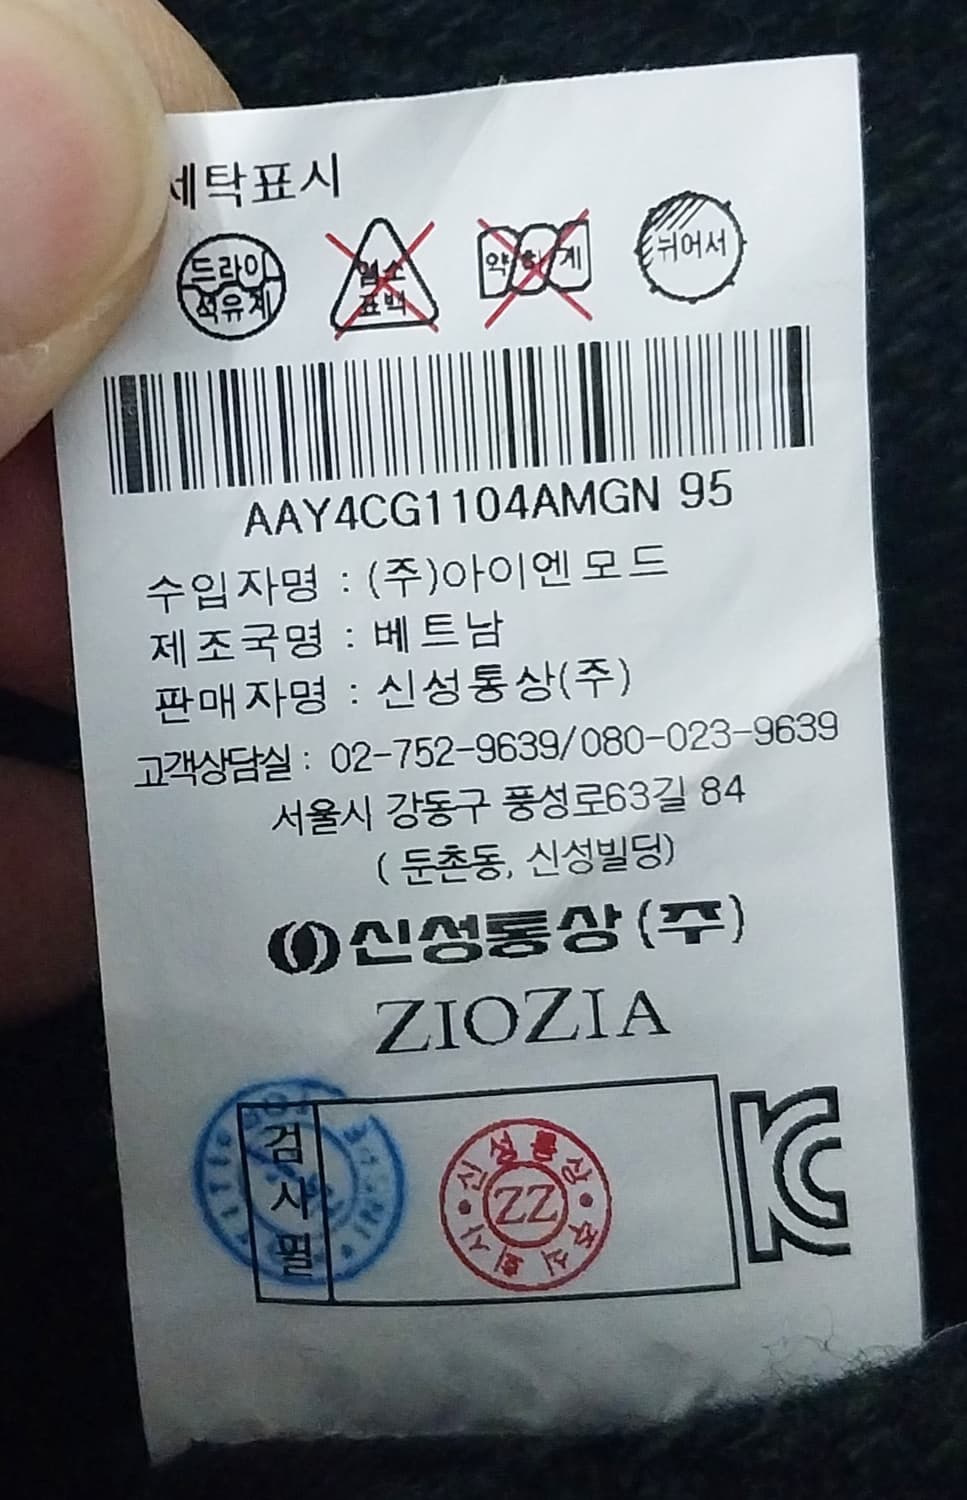 세탁표시
드라이
석유계
염소
표백
약하게
뉘어서
AAY4CG1104AMGN 95
수입자명 : (주)아이엔모드
제조국명 : 베트남
판매자명 : 신성통상(주)
고객상담실 : 02-752-9639/080-023-9639
서울시 강동구 풍성로63길 84
( 둔촌동, 신성빌딩)
신성통상(주)
ZIOZIA
검사필
신성통상
ZZ
주식회사